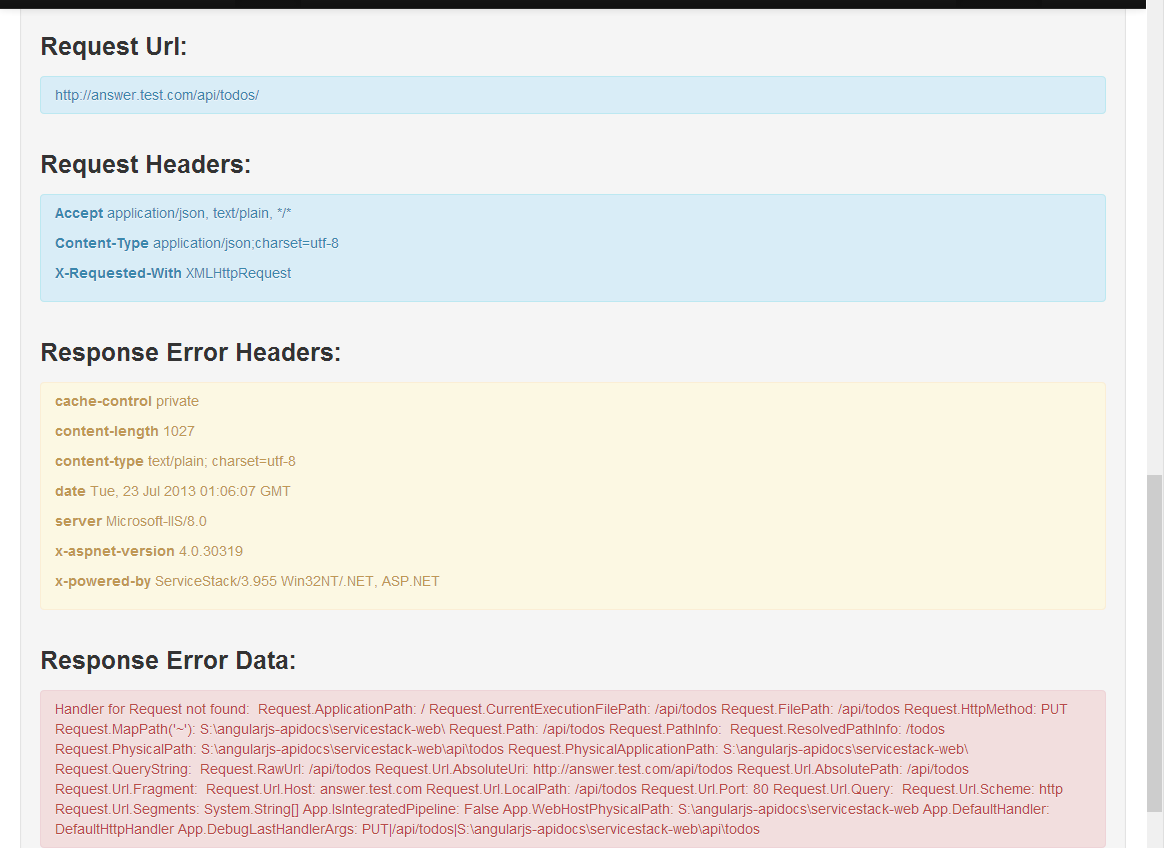 Request Url:
http://answer.test.com/api/todos/
Request Headers:
Accept application/json, text/plain, */*
Content-Type application/json;charset=utf-8
X-Requested-With XMLHttpRequest
Response Error Headers:
cache-control private
content-length 1027
content-type text/plain; charset=utf-8
date Tue, 23 Jul 2013 01:06:07 GMT
server Microsoft-IIS/8.0
x-aspnet-version 4.0.30319
x-powered-by ServiceStack/3.955 Win32NT/.NET, ASP.NET
Response Error Data:
Handler for Request not found:  Request.ApplicationPath: / Request.CurrentExecutionFilePath: /api/todos Request.FilePath: /api/todos Request.HttpMethod: PUT
Request.MapPath('~'): S:\angularjs-apidocs\servicestack-web\ Request.Path: /api/todos Request.PathInfo:  Request.ResolvedPathInfo: /todos
Request.PhysicalPath: S:\angularjs-apidocs\servicestack-web\api\todos Request.PhysicalApplicationPath: S:\angularjs-apidocs\servicestack-web\
Request.QueryString:  Request.RawUrl: /api/todos Request.Url.AbsoluteUri: http://answer.test.com/api/todos Request.Url.AbsolutePath: /api/todos
Request.Url.Fragment:  Request.Url.Host: answer.test.com Request.Url.LocalPath: /api/todos Request.Url.Port: 80 Request.Url.Query:  Request.Url.Scheme: http
Request.Url.Segments: System.String[] App.IsIntegratedPipeline: False App.WebHostPhysicalPath: S:\angularjs-apidocs\servicestack-web App.DefaultHandler:
DefaultHttpHandler App.DebugLastHandlerArgs: PUT|/api/todos|S:\angularjs-apidocs\servicestack-web\api\todos